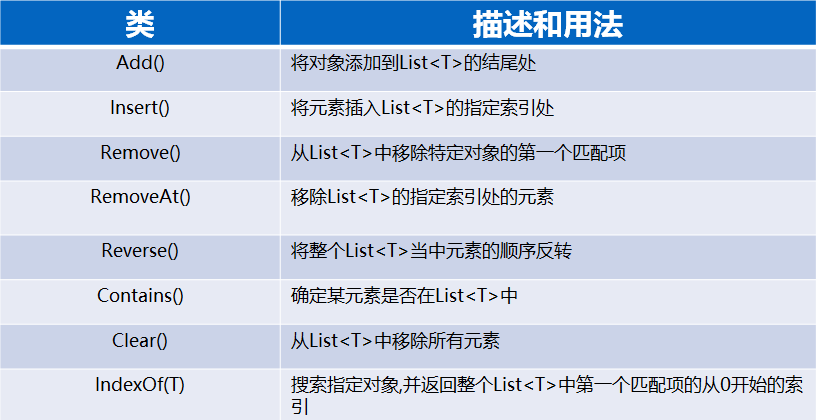 类 描述和用法
Add() 将对象添加到List<T>的结尾处
Insert() 将元素插入List<T>的指定索引处
Remove() 从List<T>中移除特定对象的第一个匹配项
RemoveAt() 移除List<T>的指定索引处的元素
Reverse() 将整个List<T>当中元素的顺序反转
Contains() 确定某元素是否在List<T>中
Clear() 从List<T>中移除所有元素
IndexOf(T) 搜索指定对象,并返回整个List<T>中第一个匹配项的从0开始的索
引